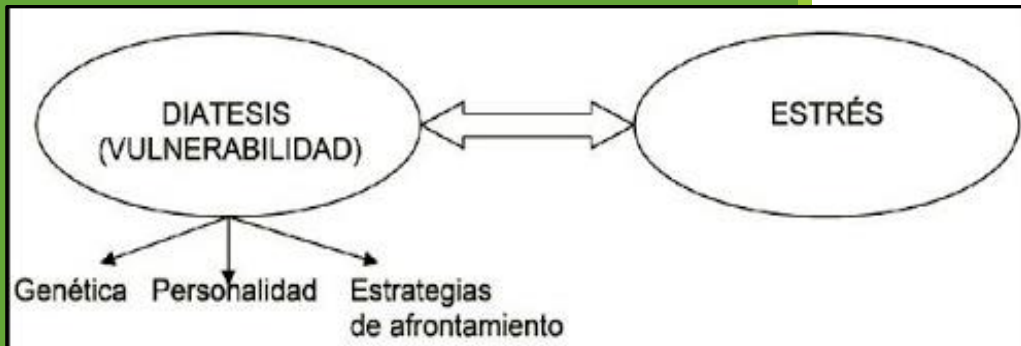 DIATESIS
(VULNERABILIDAD)
ESTRÉS
Genética Personalidad Estrategias
de afrontamiento